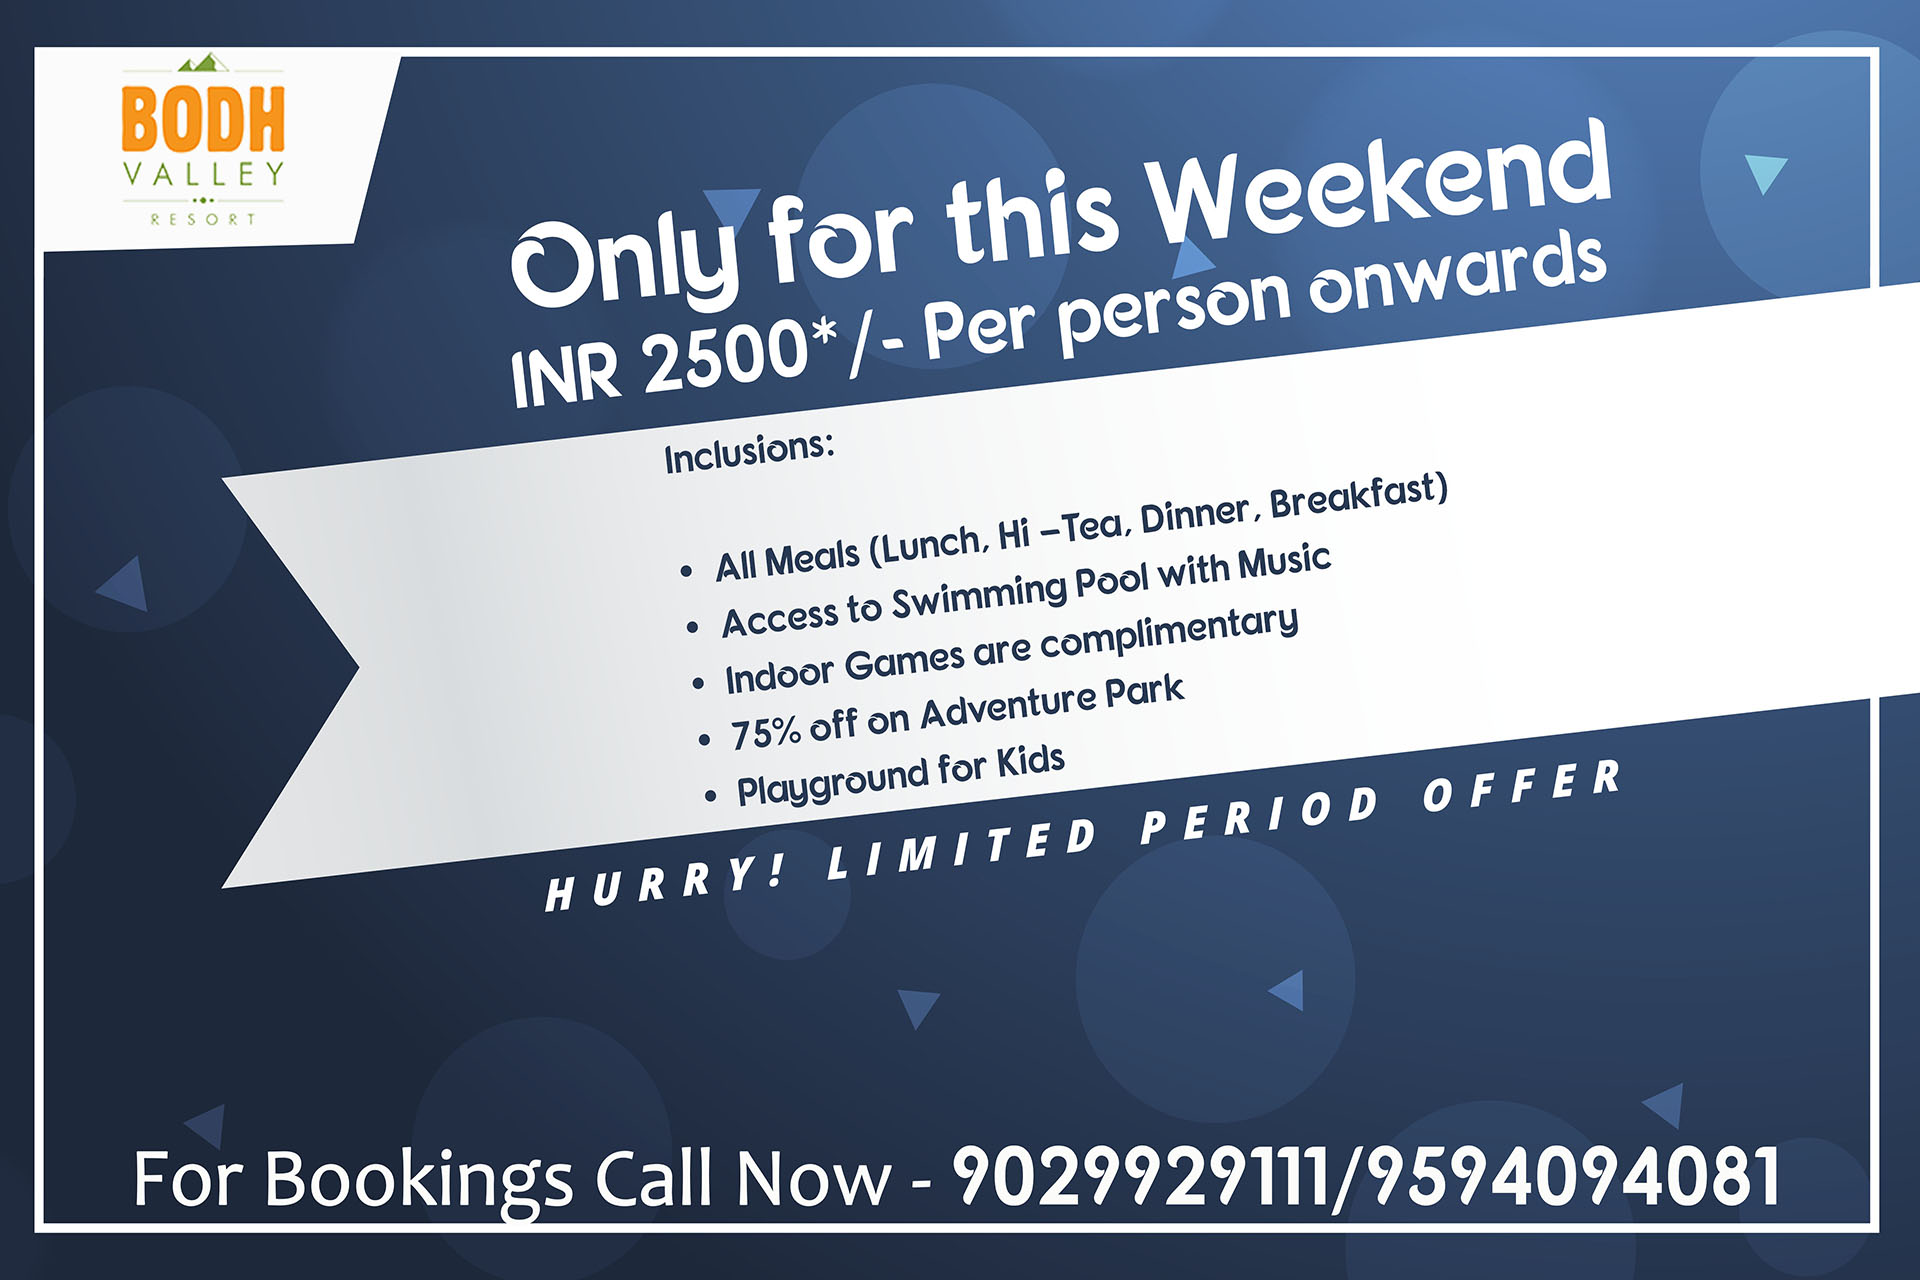 BODH
VALLEY
RESORT
Only for this Weekend
INR 2500*/- Per person onwards
Inclusions:
• All Meals (Lunch, Hi –Tea, Dinner, Breakfast)
• Access to Swimming Pool with Music
• Indoor Games are complimentary
• 75% off on Adventure Park
• Playground for Kids
HURRY! LIMITED PERIOD OFFER
For Bookings Call Now - 9029929111/9594094081